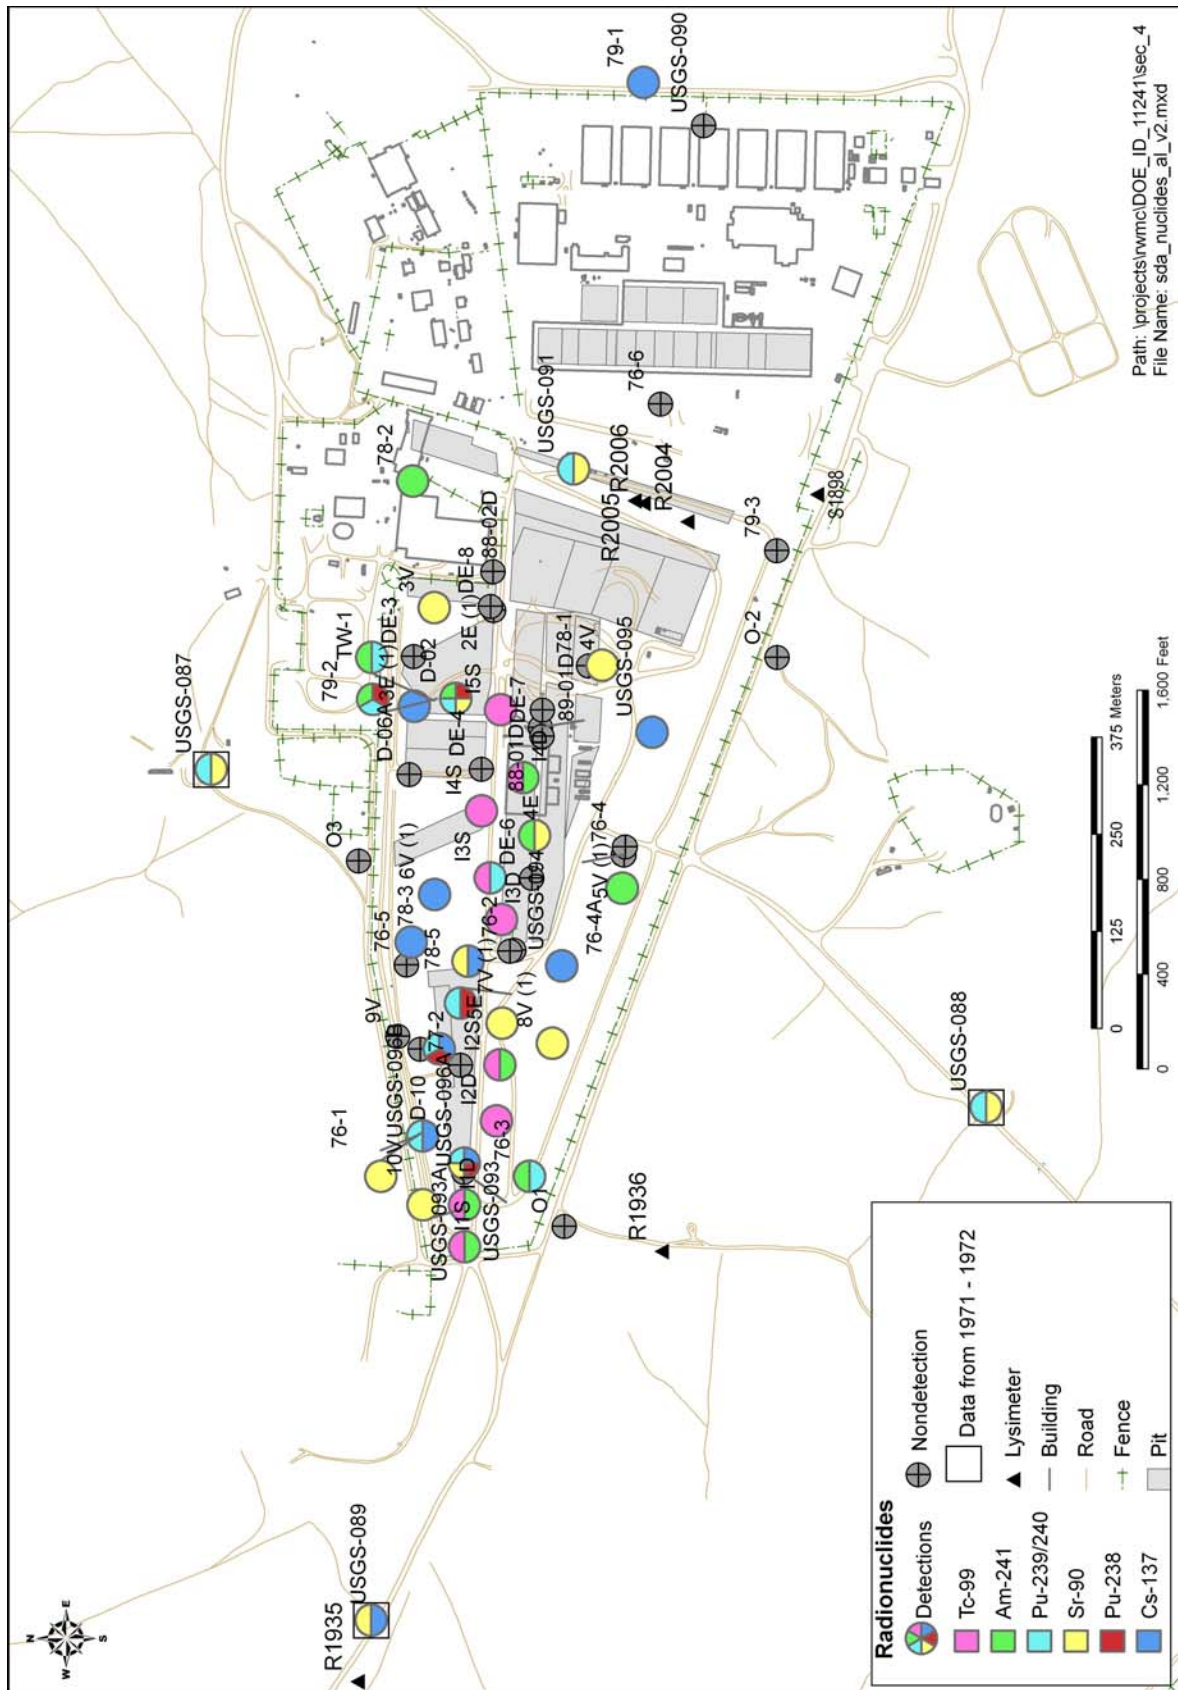 N
E
S
W
R1935
USGS-089
USGS-087
O3
79-2
TW-1
DE-3
3V
78-2
79-1
USGS-090
D-06A
3E (1)
D-02
I5S
2E (1)
DE-8
88-02D
USGS-091
76-6
R2006
R2005
R2004
79-3
S1898
O-2
I4S
DE-4
88-01D
DE-7
I4D
89-01D
78-1
4V
USGS-095
76-5
78-3
6V (1)
I3S
DE-6
I3D
4E
USGS-094
76-4
5V (1)
76-4A
78-5
76-2
7V (1)
5E
I2S
8V (1)
9V
77-2
I2D
USGS-096B
USGS-096A
D-10
10V
76-1
76-3
USGS-093A
I1S
I1D
USGS-093
O1
R1936
USGS-088
Path: \projects\rwmc\DOE_ID_11241\sec_4
File Name: sda_nuclides_al_v2.mxd
0 125 250 375 Meters
0 400 800 1,200 1,600 Feet
Radionuclides
Detections
Tc-99
Am-241
Pu-239/240
Sr-90
Pu-238
Cs-137
Nondetection
Data from 1971 - 1972
Lysimeter
Building
Road
Fence
Pit